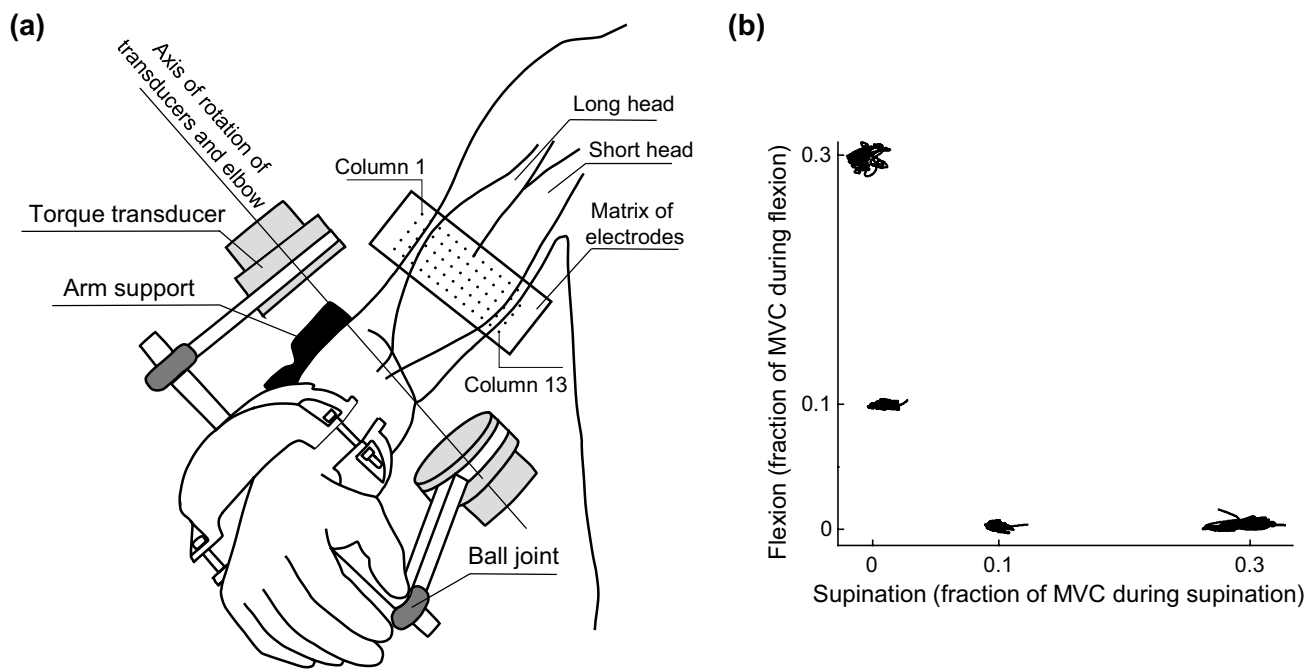 (a)
Axis of rotation of
transducers and elbow
Long head
Short head
Column 1
Matrix of
electrodes
Torque transducer
Arm support
Column 13
Ball joint
(b)
Flexion (fraction of MVC during flexion)
0.3
0.1
0
0
0.1
0.3
Supination (fraction of MVC during supination)